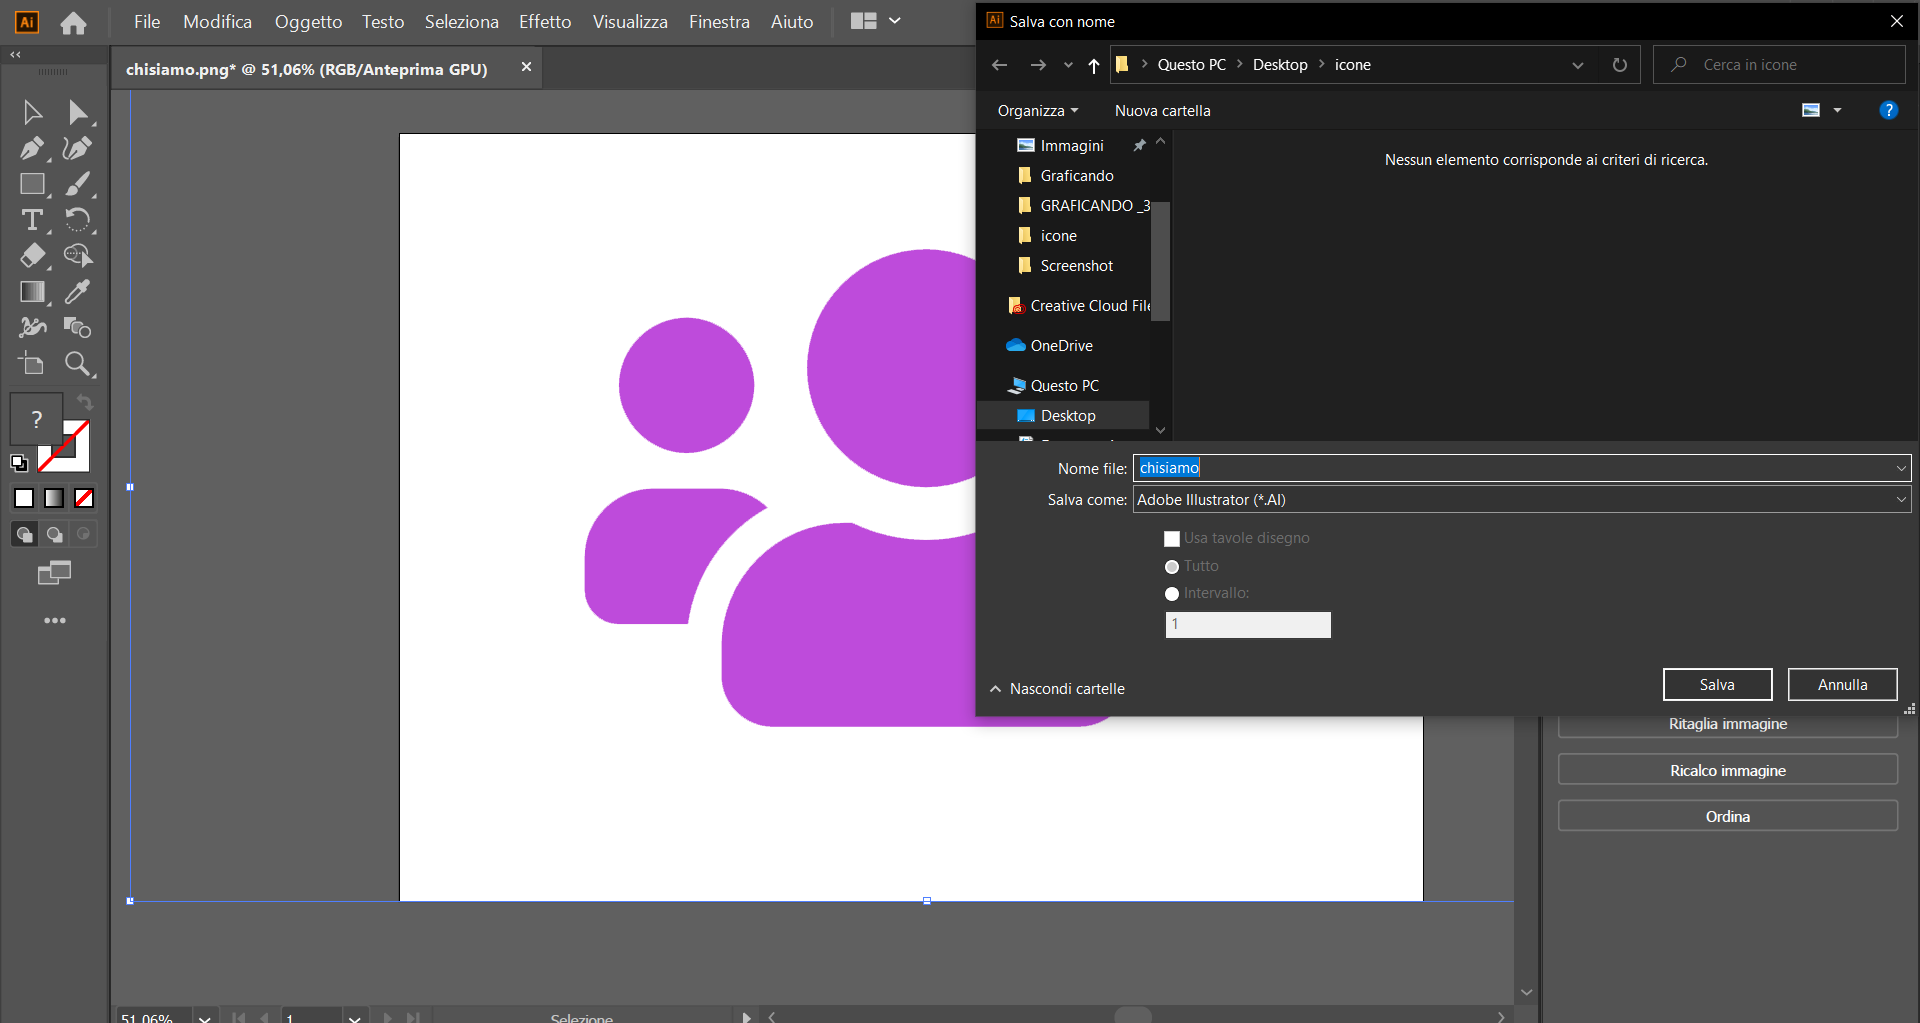 Ai
File Modifica Oggetto Testo Seleziona Effetto Visualizza Finestra Aiuto
chisiamo.png* @ 51,06% (RGB/Anteprima GPU)
T
?
51,06%
1
Selezione
Ai Salva con nome
Questo PC Desktop icone
Cerca in icone
Organizza Nuova cartella
?
Immagini
Graficando
GRAFICANDO _3
icone
Screenshot
Creative Cloud File
OneDrive
Questo PC
Desktop
Nessun elemento corrisponde ai criteri di ricerca.
Nome file: chisiamo
Salva come: Adobe Illustrator (*.AI)
Usa tavole disegno
Tutto
Intervallo:
1
Nascondi cartelle
Salva Annulla
Ritaglia immagine
Ricalco immagine
Ordina